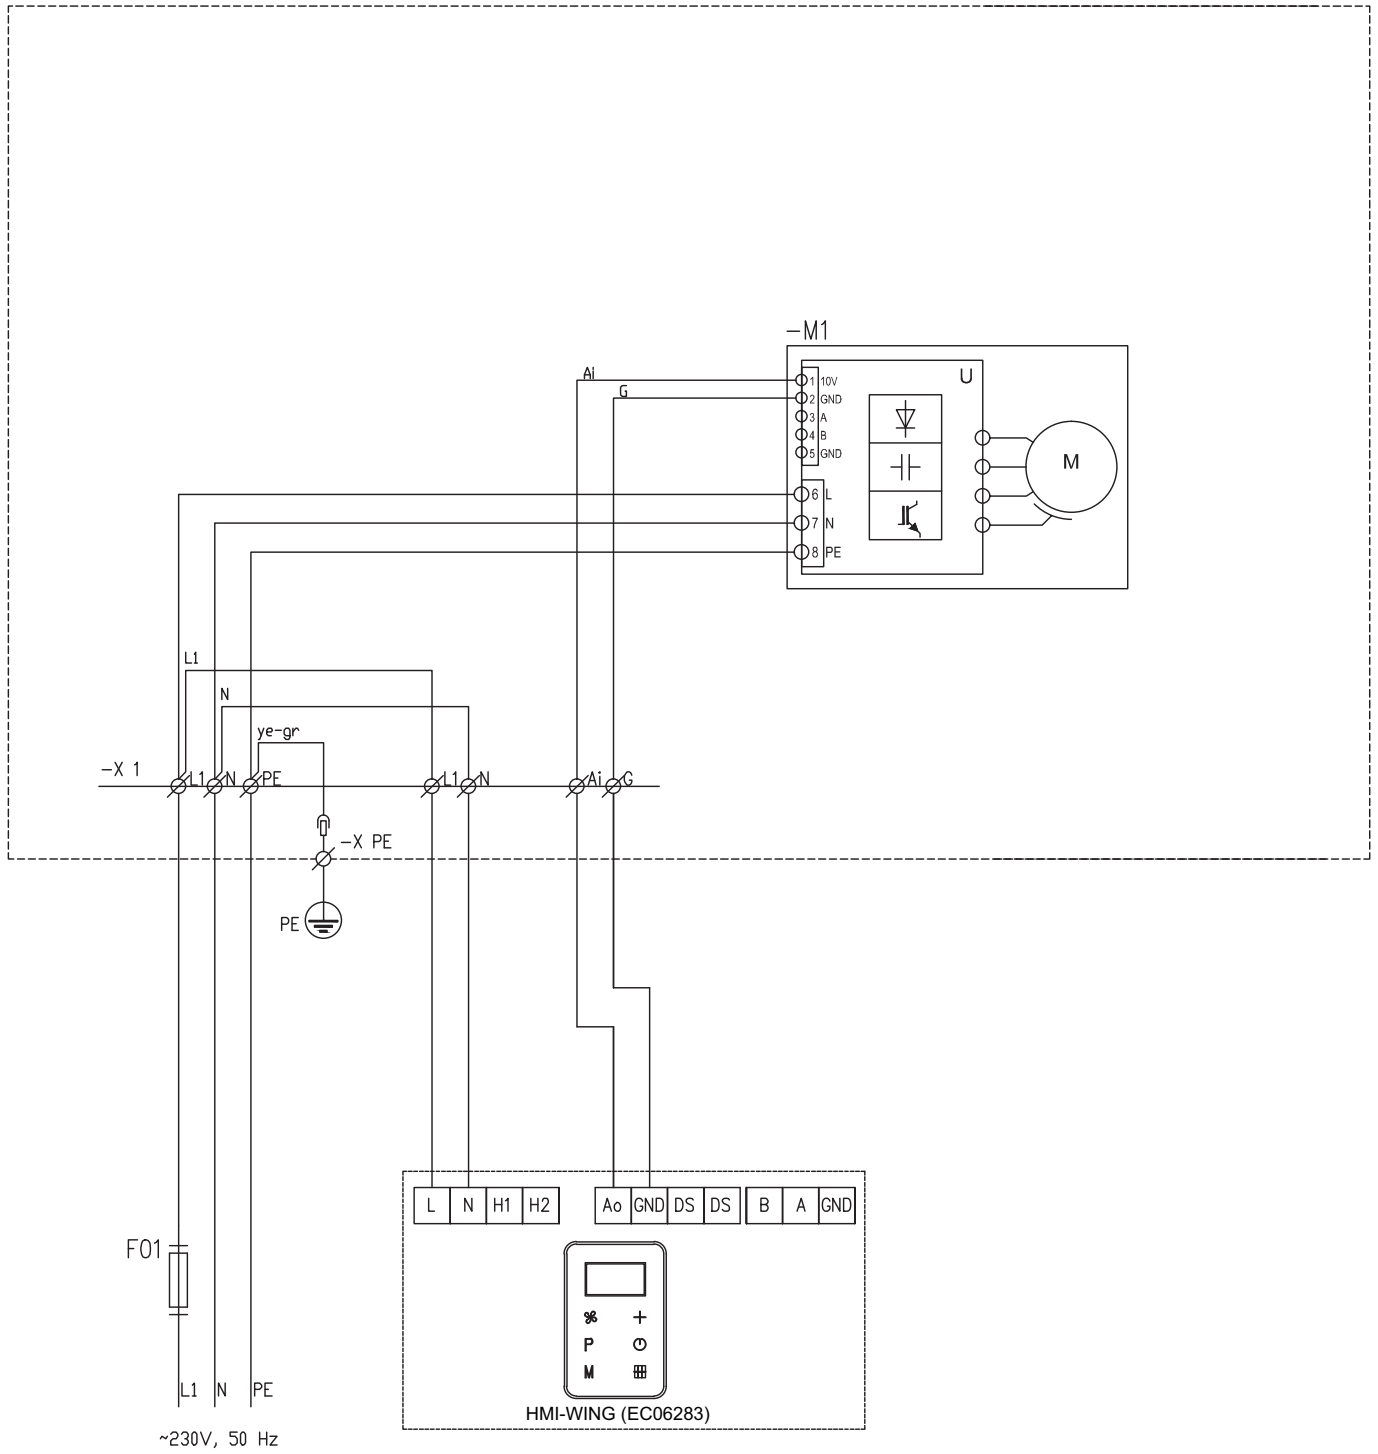 -M1
Ai
1 10V
U
G
2 GND
3 A
4 B
5 GND
M
6 L
7 N
8 PE
L1
N
ye-gr
-X 1
L1 N PE L1 N Ai G
-X PE
PE
L N H1 H2 Ao GND DS DS B A GND
F01
P
M
L1 N PE
HMI-WING (EC06283)
~230V, 50 Hz